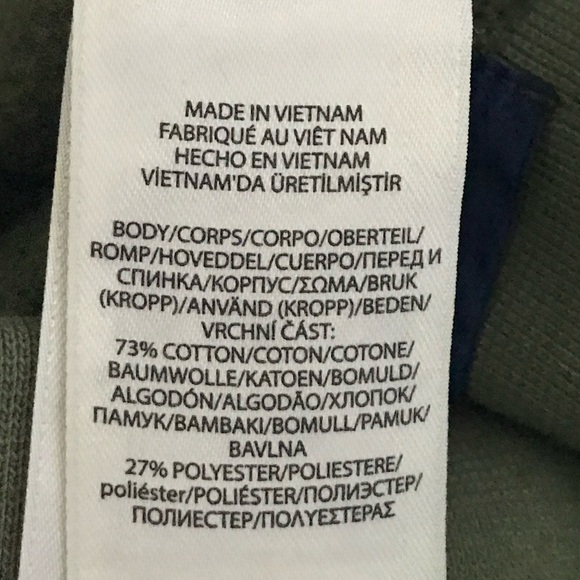 MADE IN VIETNAM
FABRIQUÉ AU VIÊT NAM
HECHO EN VIETNAM
VİETNAM'DA ÜRETİLMİŞTİR
BODY/CORPS/CORPO/OBERTEIL/
ROMP/HOVEDDEL/CUERPO/ПЕРЕД И
СПИНКА/КОРПУС/ΣΩΜΑ/BRUK
(KROPP)/ANVÄND (KROPP)/BEDEN/
VRCHNÍ ČÁST:
73% COTTON/COTON/COTONE/
BAUMWOLLE/KATOEN/BOMULD/
ALGODÓN/ALGODÃO/ХЛОПОК/
ПАМУК/ΒΑΜΒΑΚΙ/BOMULL/PAMUK/
BAVLNA
27% POLYESTER/POLIESTERE/
poliéster/POLIÉSTER/ПОЛИЭСТЕР/
ПОЛИЕСТЕР/ΠΟΛΥΕΣΤΕΡΑΣ